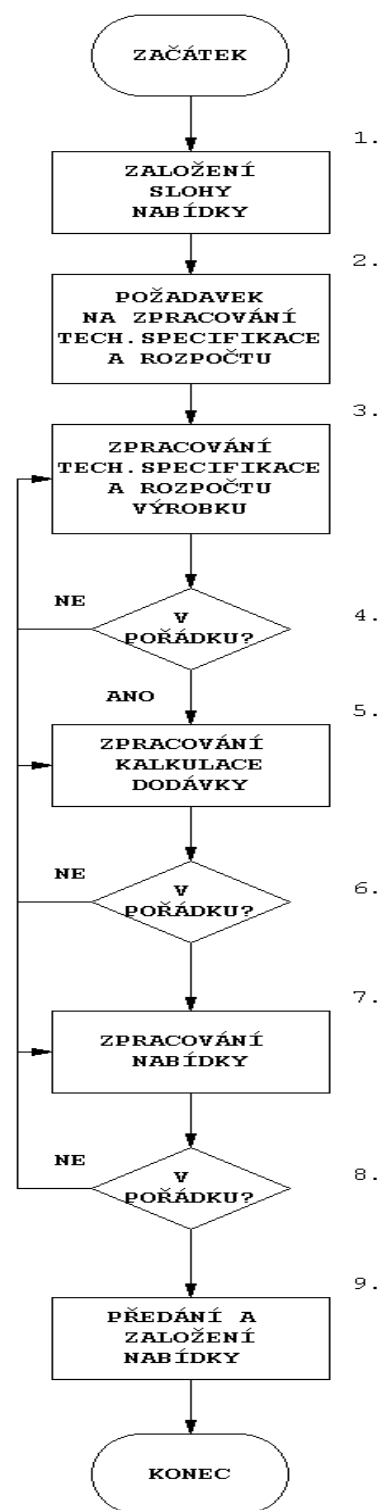 ZAČÁTEK
1.
ZALOŽENÍ
SLOHY
NABÍDKY
2.
POŽADAVEK
NA ZPRACOVÁNÍ
TECH.SPECIFIKACE
A ROZPOČTU
3.
ZPRACOVÁNÍ
TECH.SPECIFIKACE
A ROZPOČTU
VÝROBKU
NE
4.
V
POŘÁDKU?
ANO
5.
ZPRACOVÁNÍ
KALKULACE
DODÁVKY
NE
6.
V
POŘÁDKU?
7.
ZPRACOVÁNÍ
NABÍDKY
NE
8.
V
POŘÁDKU?
9.
PŘEDÁNÍ A
ZALOŽENÍ
NABÍDKY
KONEC